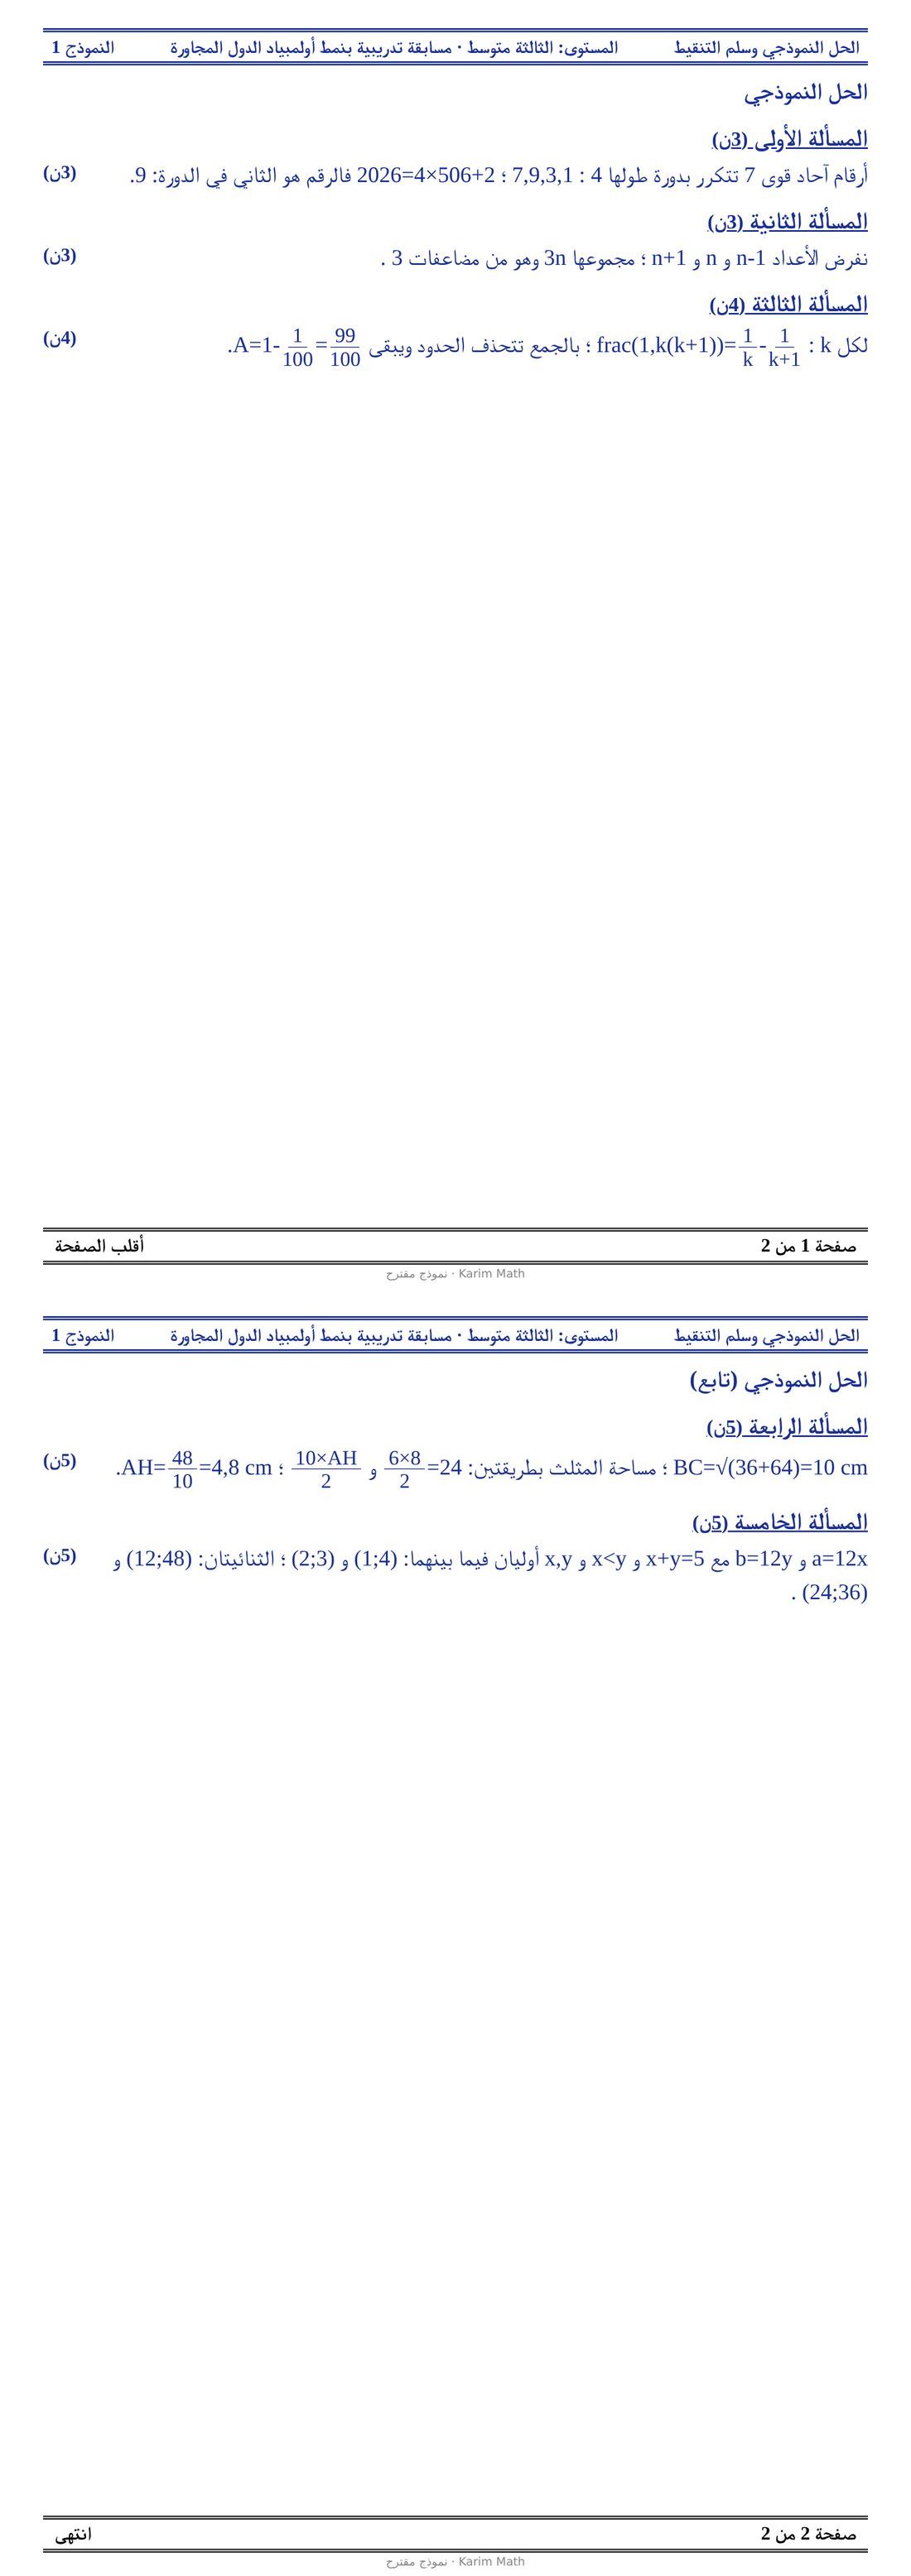 الحل النموذجي وسلم التنقيط المستوى: الثالثة متوسط · مسابقة تدريبية بنمط أولمبياد الدول المجاورة النموذج 1
الحل النموذجي
المسألة الأولى (3ن)
أرقام آحاد قوى 7 تتكرر بدورة طولها 4 : 7,9,3,1 ؛ 2026=4×506+2 فالرقم هو الثاني في الدورة: 9. (3ن)
المسألة الثانية (3ن)
نفرض الأعداد n-1 و n و n+1 ؛ مجموعها 3n وهو من مضاعفات 3 . (3ن)
المسألة الثالثة (4ن)
لكل k : frac(1,k(k+1))=1/k-1/k+1 ؛ بالجمع تتحذف الحدود ويبقى A=1-1/100=99/100. (4ن)
صفحة 1 من 2 أقلب الصفحة
Karim Math · نموذج مقترح
الحل النموذجي وسلم التنقيط المستوى: الثالثة متوسط · مسابقة تدريبية بنمط أولمبياد الدول المجاورة النموذج 1
الحل النموذجي (تابع)
المسألة الرابعة (5ن)
BC=√(36+64)=10 cm ؛ مساحة المثلث بطريقتين: 6×8/2=24 و 10×AH/2 ؛ AH=48/10=4,8 cm. (5ن)
المسألة الخامسة (5ن)
a=12x و b=12y مع x+y=5 و x<y و x,y أوليان فيما بينهما: (1;4) و (2;3) ؛ الثنائيتان: (12;48) و (5ن)
(24;36) .
صفحة 2 من 2 انتهى
Karim Math · نموذج مقترح